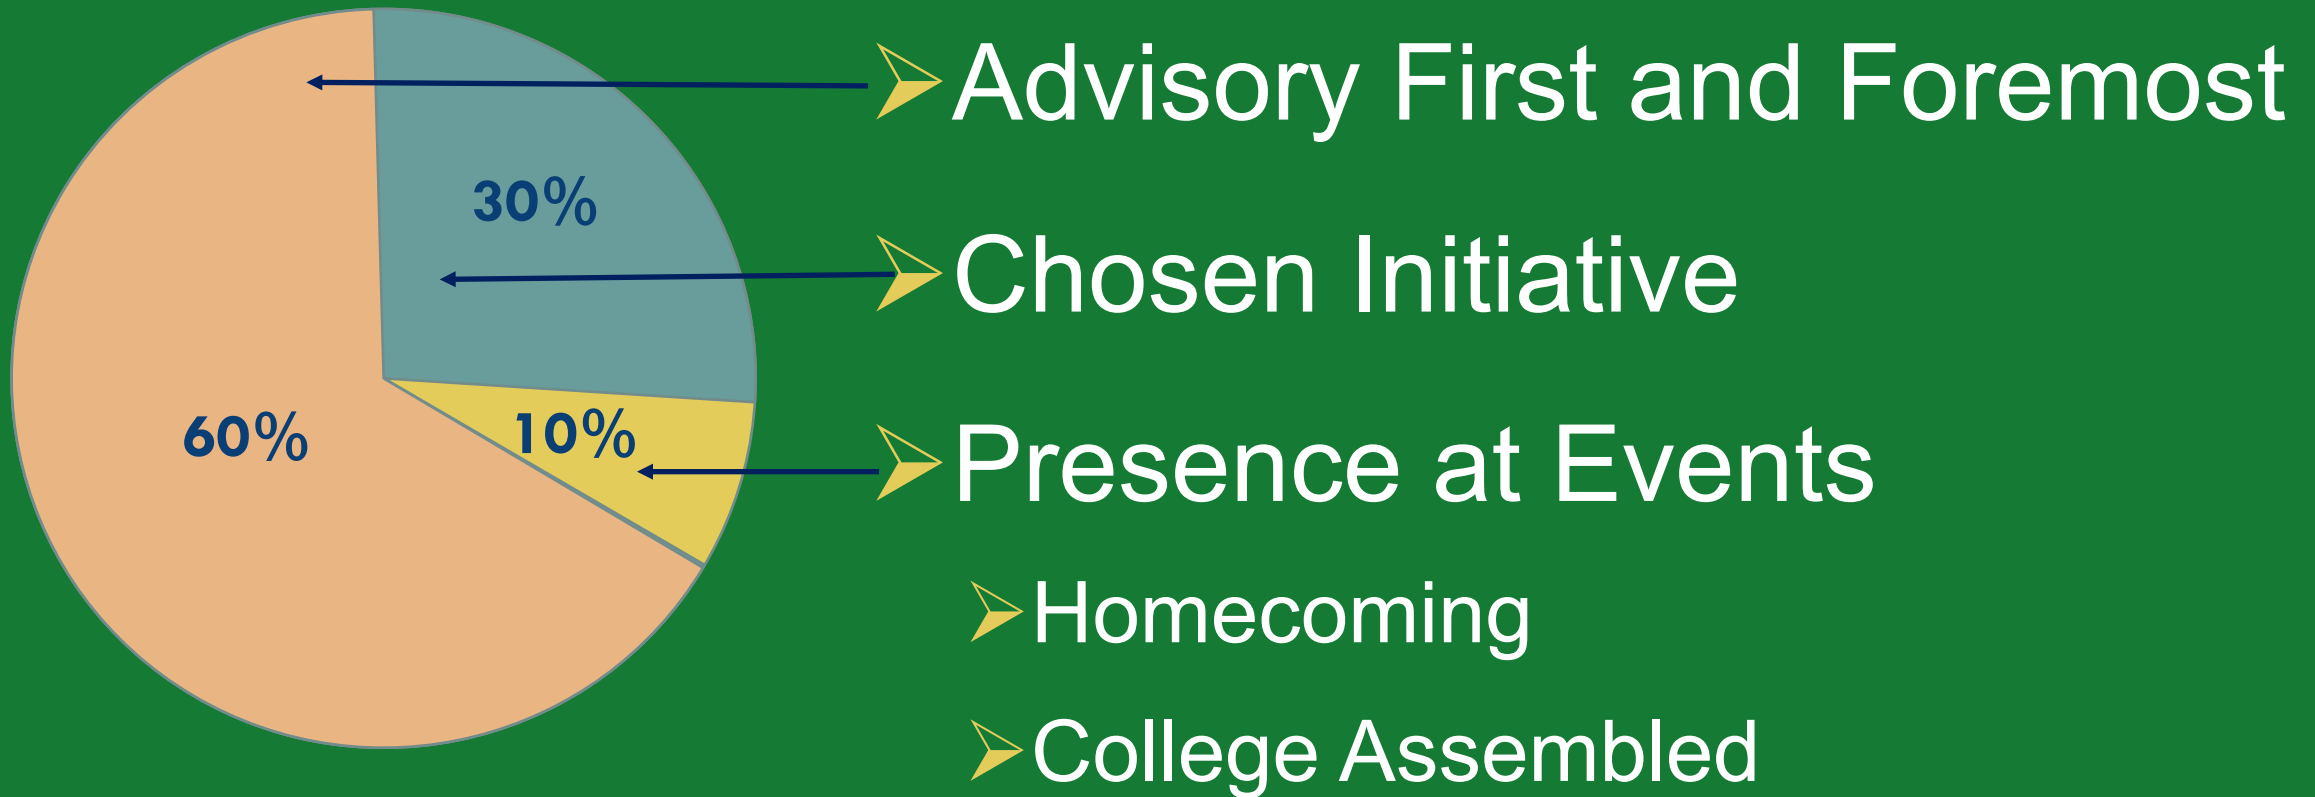 Advisory First and Foremost
30%
Chosen Initiative
60%
10%
Presence at Events
Homecoming
College Assembled